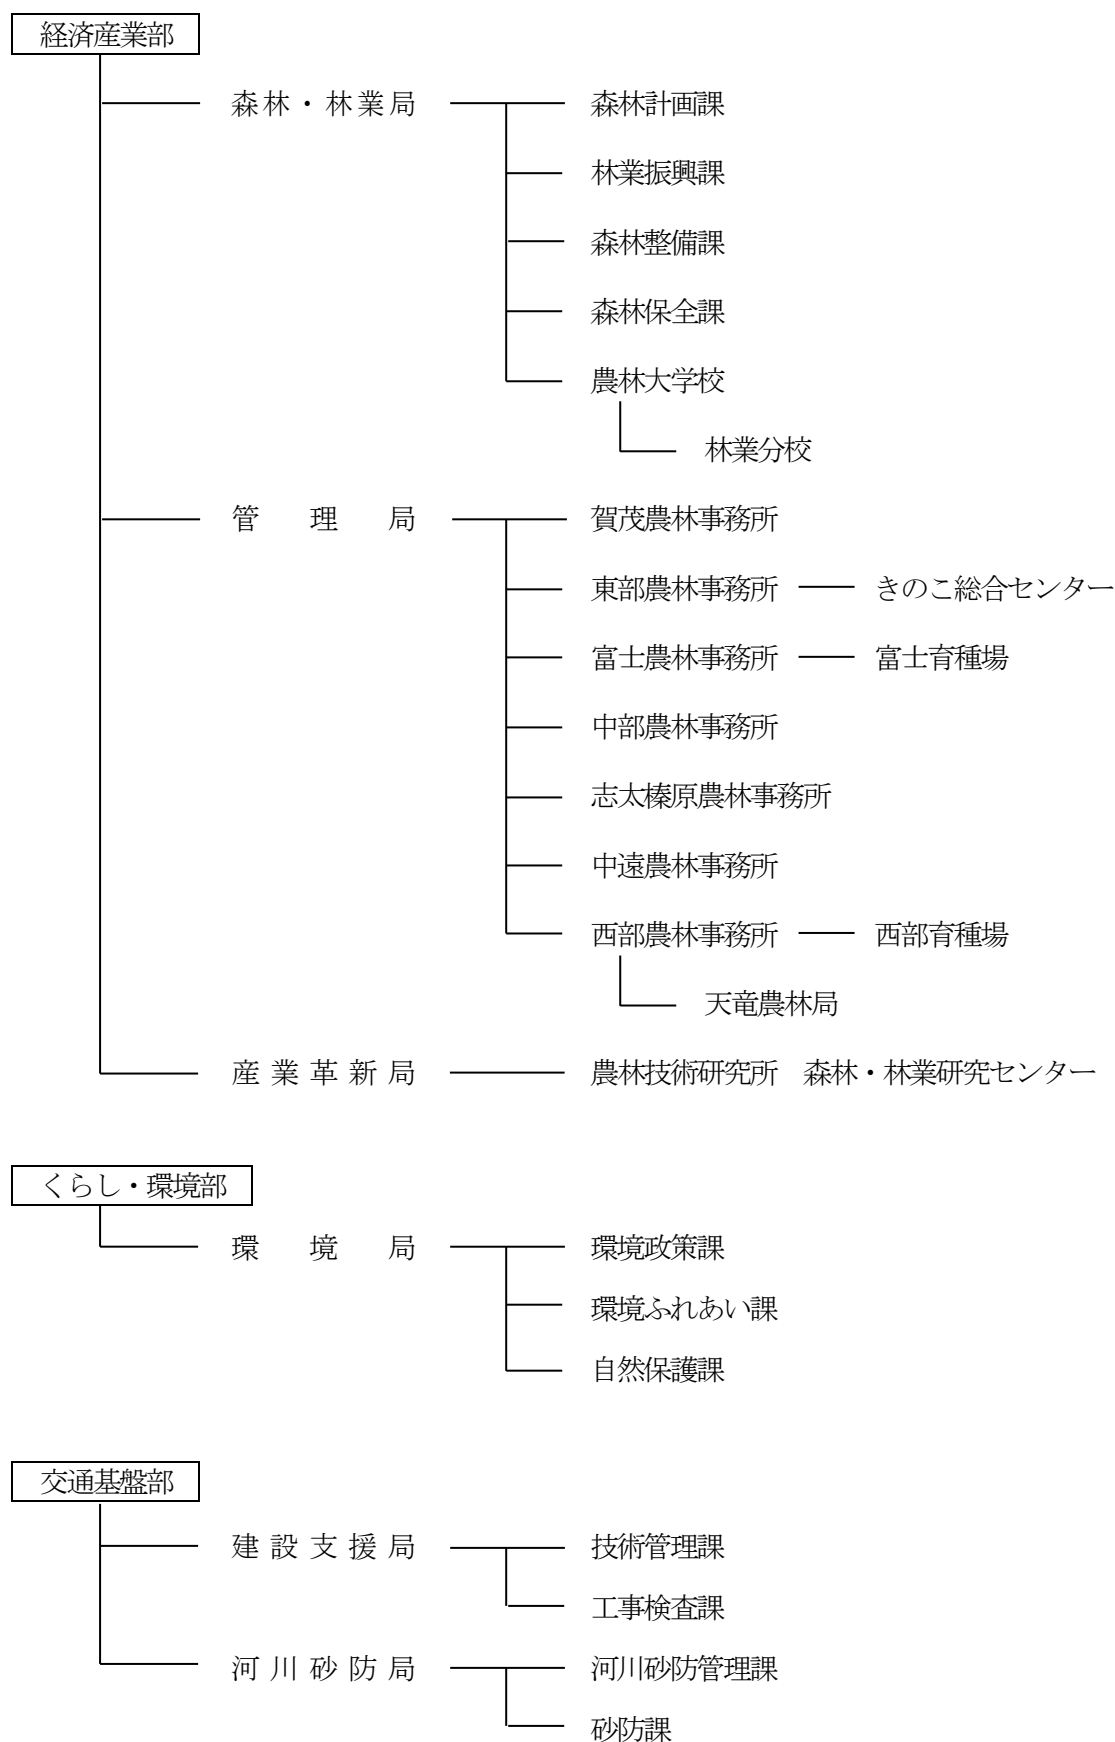 経済産業部
森林・林業局 森林計画課
林業振興課
森林整備課
森林保全課
農林大学校
林業分校
管理局 賀茂農林事務所
東部農林事務所 きのこ総合センター
富士農林事務所 富士育種場
中部農林事務所
志太榛原農林事務所
中遠農林事務所
西部農林事務所 西部育種場
天竜農林局
産業革新局 農林技術研究所 森林・林業研究センター
くらし・環境部
環境局 環境政策課
環境ふれあい課
自然保護課
交通基盤部
建設支援局 技術管理課
工事検査課
河川砂防局 河川砂防管理課
砂防課